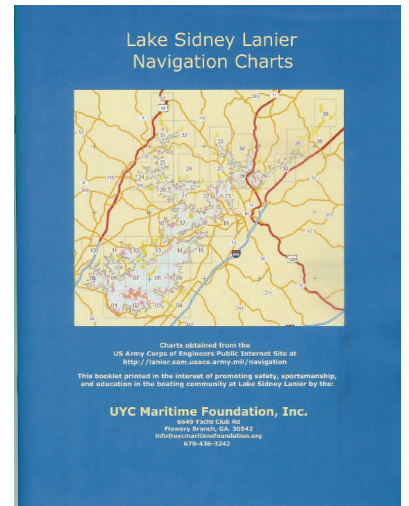 Lake Sidney Lanier
Navigation Charts
Charts obtained from the
US Army Corps of Engineers Public Internet Site at
http://lanier.sam.usace.army.mil/navigation
This booklet printed in the interest of promoting safety, sportsmanship,
and education in the boating community at Lake Sidney Lanier by the:
UYC Maritime Foundation, Inc.
6649 Yacht Club Rd
Flowery Branch, GA. 30542
info@uycmaritimefoundation.org
678-436-3242